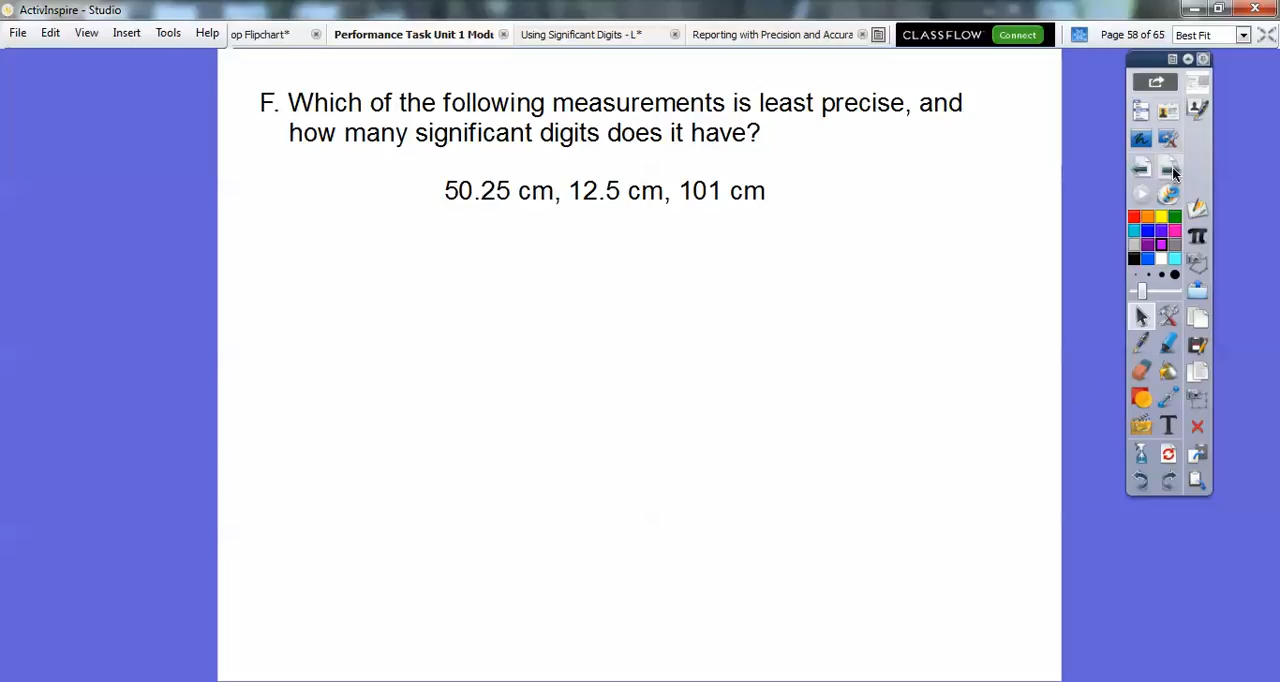 ActivInspire - Studio
File Edit View Insert Tools Help
op Flipchart*
Performance Task Unit 1 Modu
Using Significant Digits - L*
Reporting with Precision and Accura
CLASSFLOW Connect
Page 58 of 65
Best Fit
F. Which of the following measurements is least precise, and
how many significant digits does it have?
50.25 cm, 12.5 cm, 101 cm